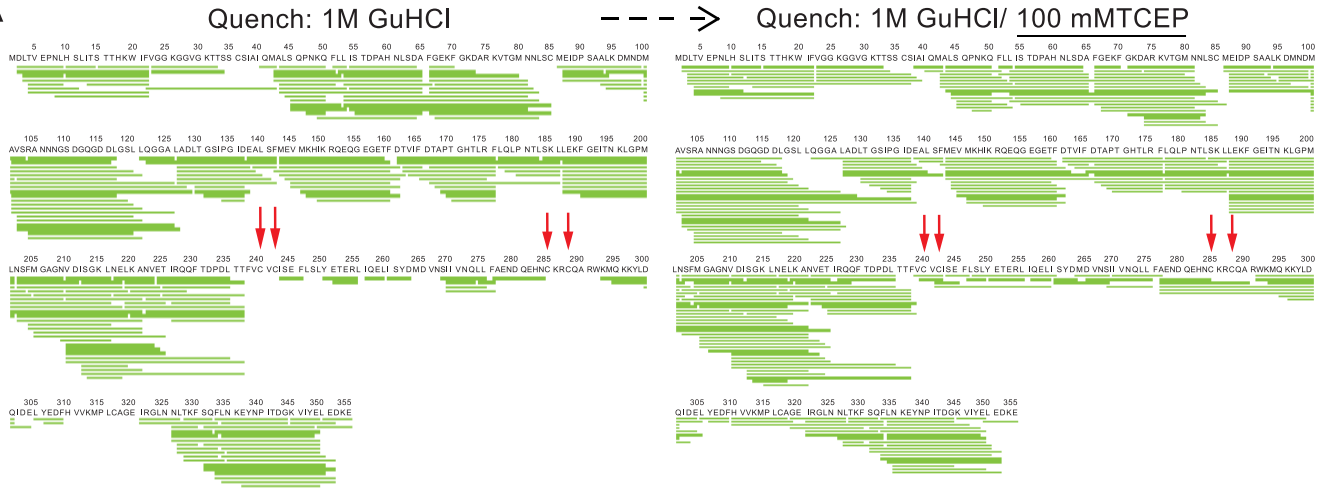 Quench: 1M GuHCl
5 10 15 20 25 30 35 40 45 50 55 60 65 70 75 80 85 90 95 100
MDLTV EPNLH SLITS TTHKW IFVGG KGGVG KTTSS CSIAI QMALS QPNKQ FLLIS TDPAH NLSDA FGEKF GKDAR KVTGM NNLSC MEIDP SAALK DMNDM
105 110 115 120 125 130 135 140 145 150 155 160 165 170 175 180 185 190 195 200
AVSRA NNNGS DGQGD DLGSL LQGGA LADLT GSIPG IDEAL SFMEV MKHIK RQEQG EGETF DTVIF DTAPT GHTLR FLQLP NTLSK LLEKF GEITN KLGPM
205 210 215 220 225 230 235 240 245 250 255 260 265 270 275 280 285 290 295 300
LNSFM GAGNV DISGK LNELK ANVET IRQQF TDPDL TTFVC VCISE FLSLY ETERL IQELI SYDMD VNSII VNQLL FAEND QEHNC KRCQA RWKMQ KKYLD
305 310 315 320 325 330 335 340 345 350 355
QIDEL YEDFH VVKMP LCAGE IRGLN NLTKF SQFLN KEYNP ITDGK VIYEL EDKE
Quench: 1M GuHCl/ 100 mMTCEP
5 10 15 20 25 30 35 40 45 50 55 60 65 70 75 80 85 90 95 100
MDLTV EPNLH SLITS TTHKW IFVGG KGGVG KTTSS CSIAI QMALS QPNKQ FLLIS TDPAH NLSDA FGEKF GKDAR KVTGM NNLSC MEIDP SAALK DMNDM
105 110 115 120 125 130 135 140 145 150 155 160 165 170 175 180 185 190 195 200
AVSRA NNNGS DGQGD DLGSL LQGGA LADLT GSIPG IDEAL SFMEV MKHIK RQEQG EGETF DTVIF DTAPT GHTLR FLQLP NTLSK LLEKF GEITN KLGPM
205 210 215 220 225 230 235 240 245 250 255 260 265 270 275 280 285 290 295 300
LNSFM GAGNV DISGK LNELK ANVET IRQQF TDPDL TTFVC VCISE FLSLY ETERL IQELI SYDMD VNSII VNQLL FAEND QEHNC KRCQA RWKMQ KKYLD
305 310 315 320 325 330 335 340 345 350 355
QIDEL YEDFH VVKMP LCAGE IRGLN NLTKF SQFLN KEYNP ITDGK VIYEL EDKE